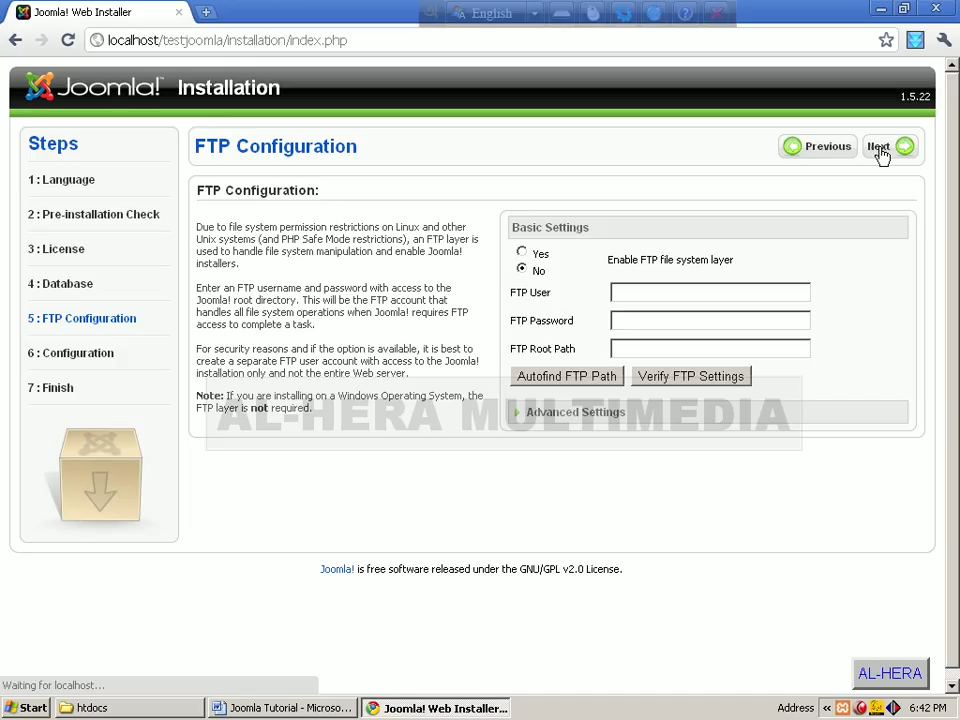 Joomla! Web Installer
English
localhost/testjoomla/installation/index.php
Joomla! Installation
1.5.22
Steps
1 : Language
2 : Pre-installation Check
3 : License
4 : Database
5 : FTP Configuration
6 : Configuration
7 : Finish
FTP Configuration
Previous
Next
FTP Configuration:
Due to file system permission restrictions on Linux and other
Unix systems (and PHP Safe Mode restrictions), an FTP layer is
used to handle file system manipulation and enable Joomla!
installers.
Enter an FTP username and password with access to the
Joomla! root directory. This will be the FTP account that
handles all file system operations when Joomla! requires FTP
access to complete a task.
For security reasons and if the option is available, it is best to
create a separate FTP user account with access to the Joomla!
installation only and not the entire Web server.
Note: If you are installing on a Windows Operating System, the
FTP layer is not required.
Basic Settings
Yes
No
Enable FTP file system layer
FTP User
FTP Password
FTP Root Path
Autofind FTP Path
Verify FTP Settings
Advanced Settings
AL-HERA MULTIMEDIA
Joomla! is free software released under the GNU/GPL v2.0 License.
AL-HERA
Waiting for localhost...
Start
htdocs
Joomla Tutorial - Microso...
Joomla! Web Installer...
Address
6:42 PM